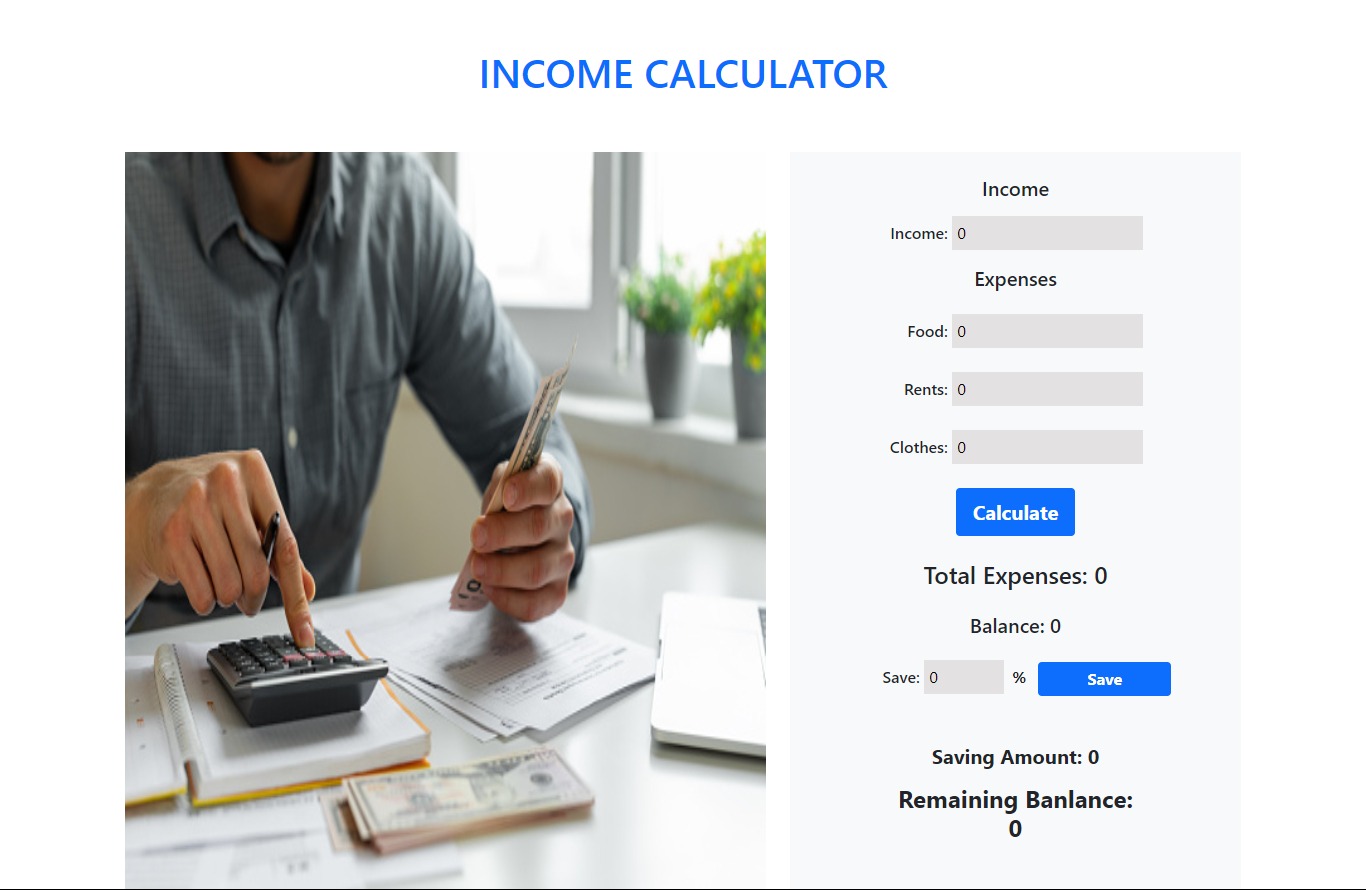 INCOME CALCULATOR
Income
Income: 0
Expenses
Food: 0
Rents: 0
Clothes: 0
Calculate
Total Expenses: 0
Balance: 0
Save: 0 % Save
Saving Amount: 0
Remaining Banlance:
0